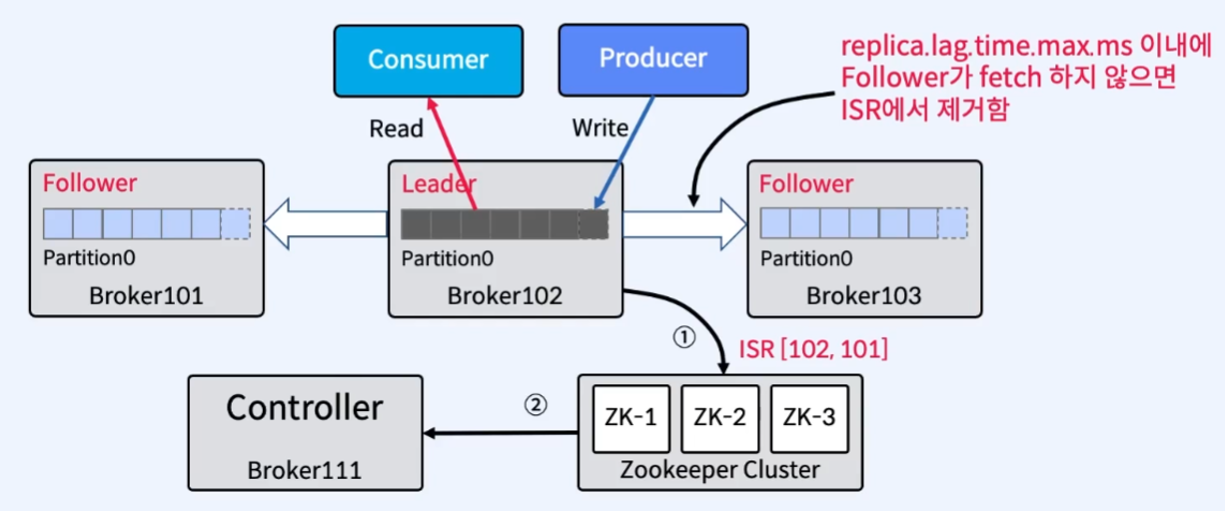 Consumer
Producer
replica.lag.time.max.ms 이내에
Follower가 fetch 하지 않으면
ISR에서 제거함
Read
Write
Follower
Partition0
Broker101
Leader
Partition0
Broker102
Follower
Partition0
Broker103
①
ISR [102, 101]
Controller
Broker111
②
ZK-1
ZK-2
ZK-3
Zookeeper Cluster